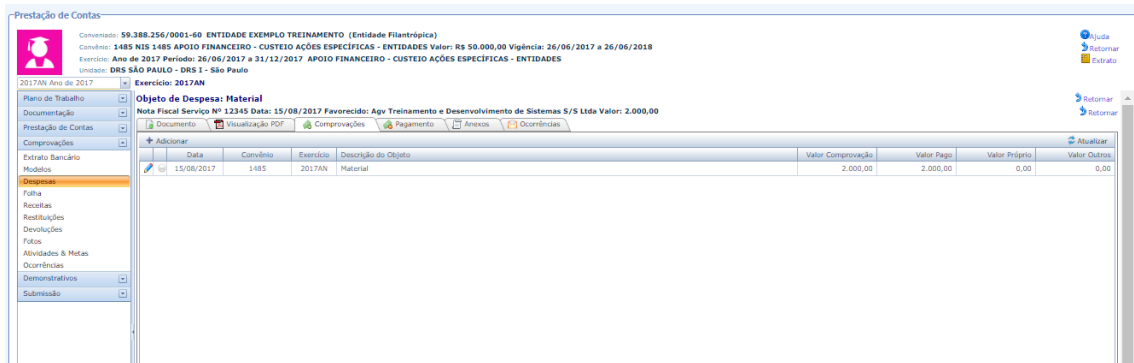 Prestação de Contas
Conveniado: 59.388.256/0001-60 ENTIDADE EXEMPLO TREINAMENTO (Entidade Filantrópica)
Convênio: 1485 NIS 1485 APOIO FINANCEIRO - CUSTEIO AÇÕES ESPECÍFICAS - ENTIDADES Valor: R$ 50.000,00 Vigência: 26/06/2017 a 26/06/2018
Exercício: Ano de 2017 Período: 26/06/2017 a 31/12/2017 APOIO FINANCEIRO - CUSTEIO AÇÕES ESPECÍFICAS - ENTIDADES
Unidade: DRS SÃO PAULO - DRS I - São Paulo
Ajuda
Retornar
Extrato
2017AN Ano de 2017
Exercício: 2017AN
Plano de Trabalho
Documentação
Prestação de Contas
Comprovações
Extrato Bancário
Modelos
Despesas
Folha
Receitas
Restituições
Devoluções
Fotos
Atividades & Metas
Ocorrências
Demonstrativos
Submissão
Objeto de Despesa: Material
Nota Fiscal Serviço Nº 12345 Data: 15/08/2017 Favorecido: Agv Treinamento e Desenvolvimento de Sistemas S/S Ltda Valor: 2.000,00
Retornar
Retornar
Documento Visualização PDF Comprovações Pagamento Anexos Ocorrências
+ Adicionar Atualizar
Data Convênio Exercício Descrição do Objeto Valor Comprovação Valor Pago Valor Próprio Valor Outros
15/08/2017 1485 2017AN Material 2.000,00 2.000,00 0,00 0,00